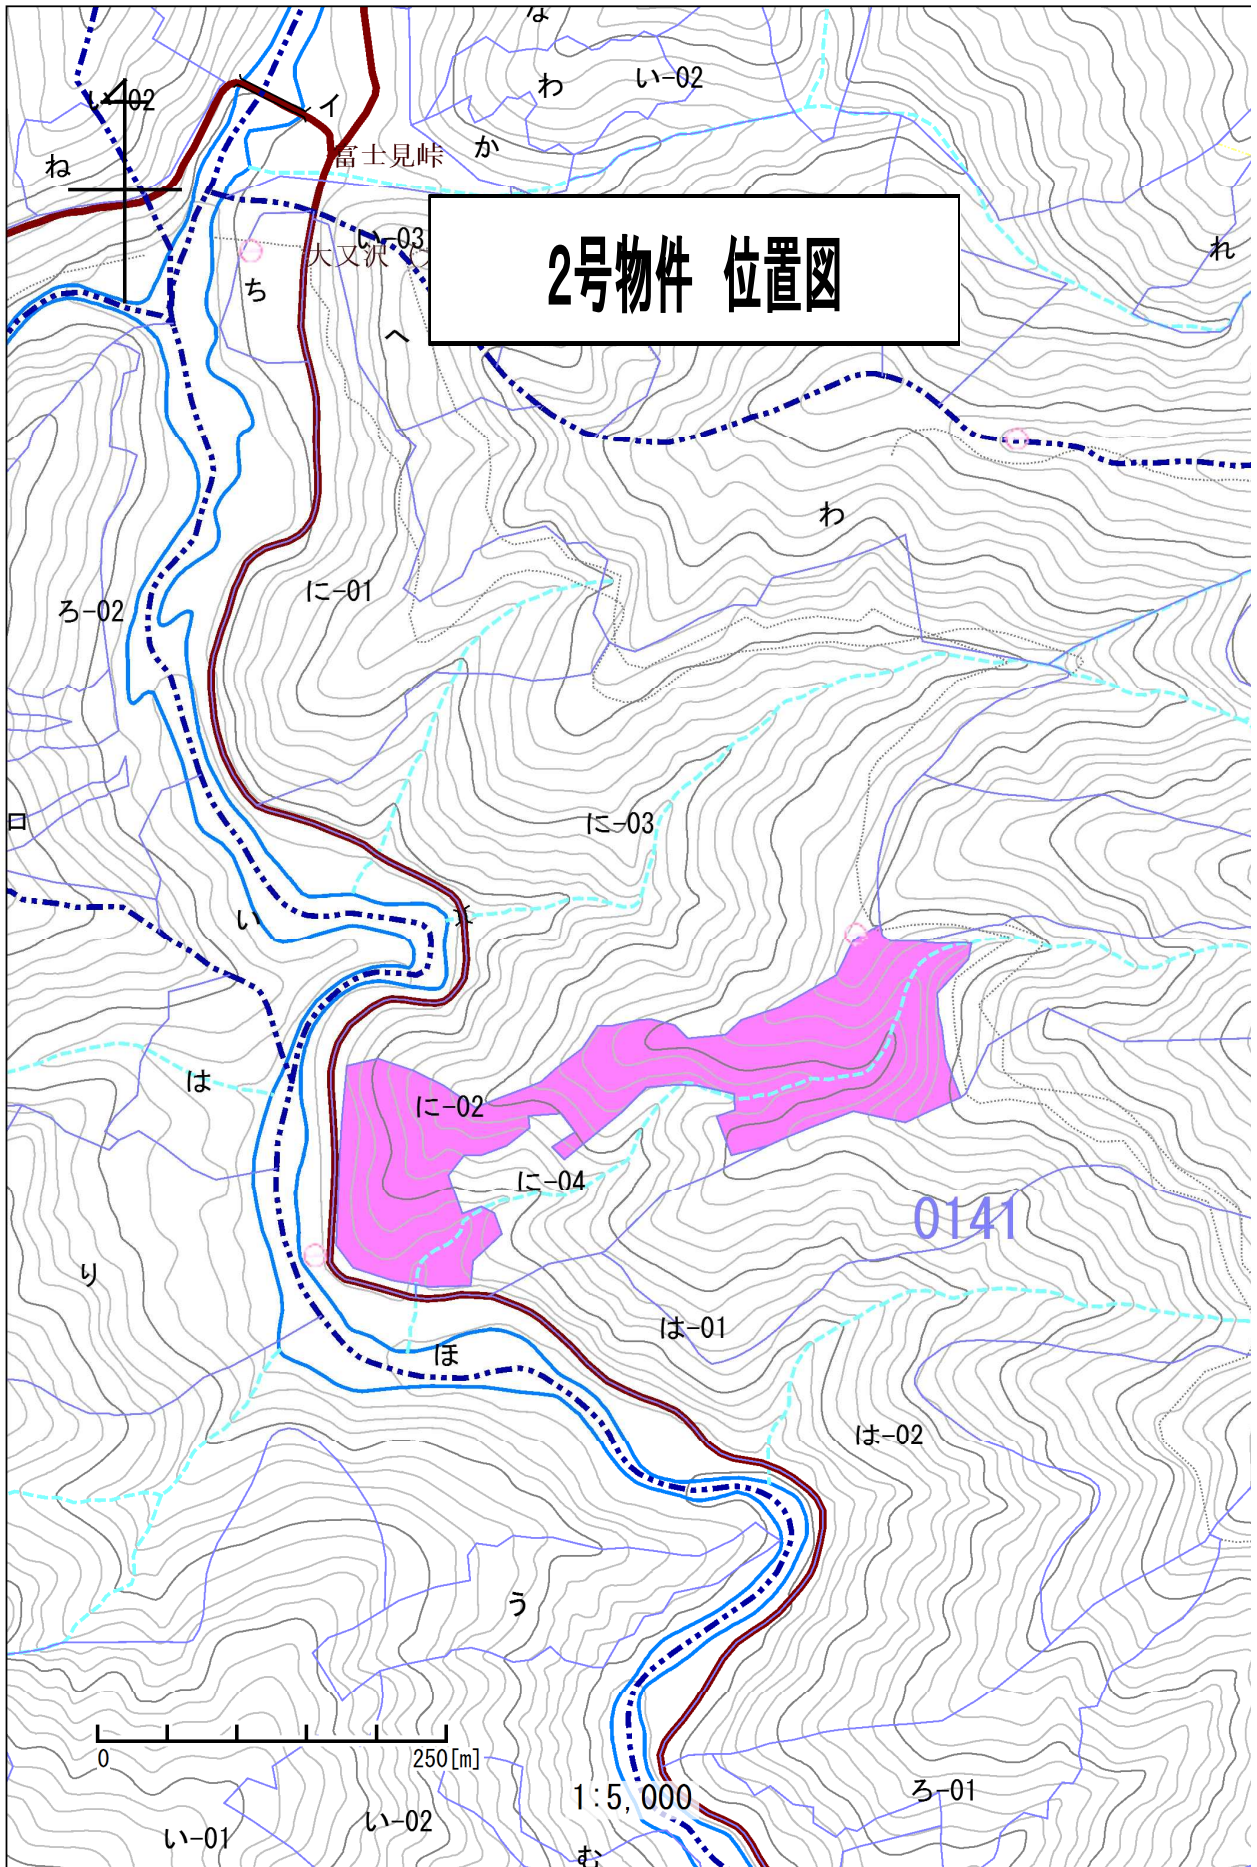 な
わ
い-02
い-02
イ
か
富士見峠
ね
い-03
大又沢
れ
ち
2号物件 位置図
へ
わ
に-01
ろ-02
に-03
ロ
い
は
に-02
に-04
0141
り
は-01
ほ
は-02
う
0
250[m]
1:5,000
ろ-01
い-02
い-01
む